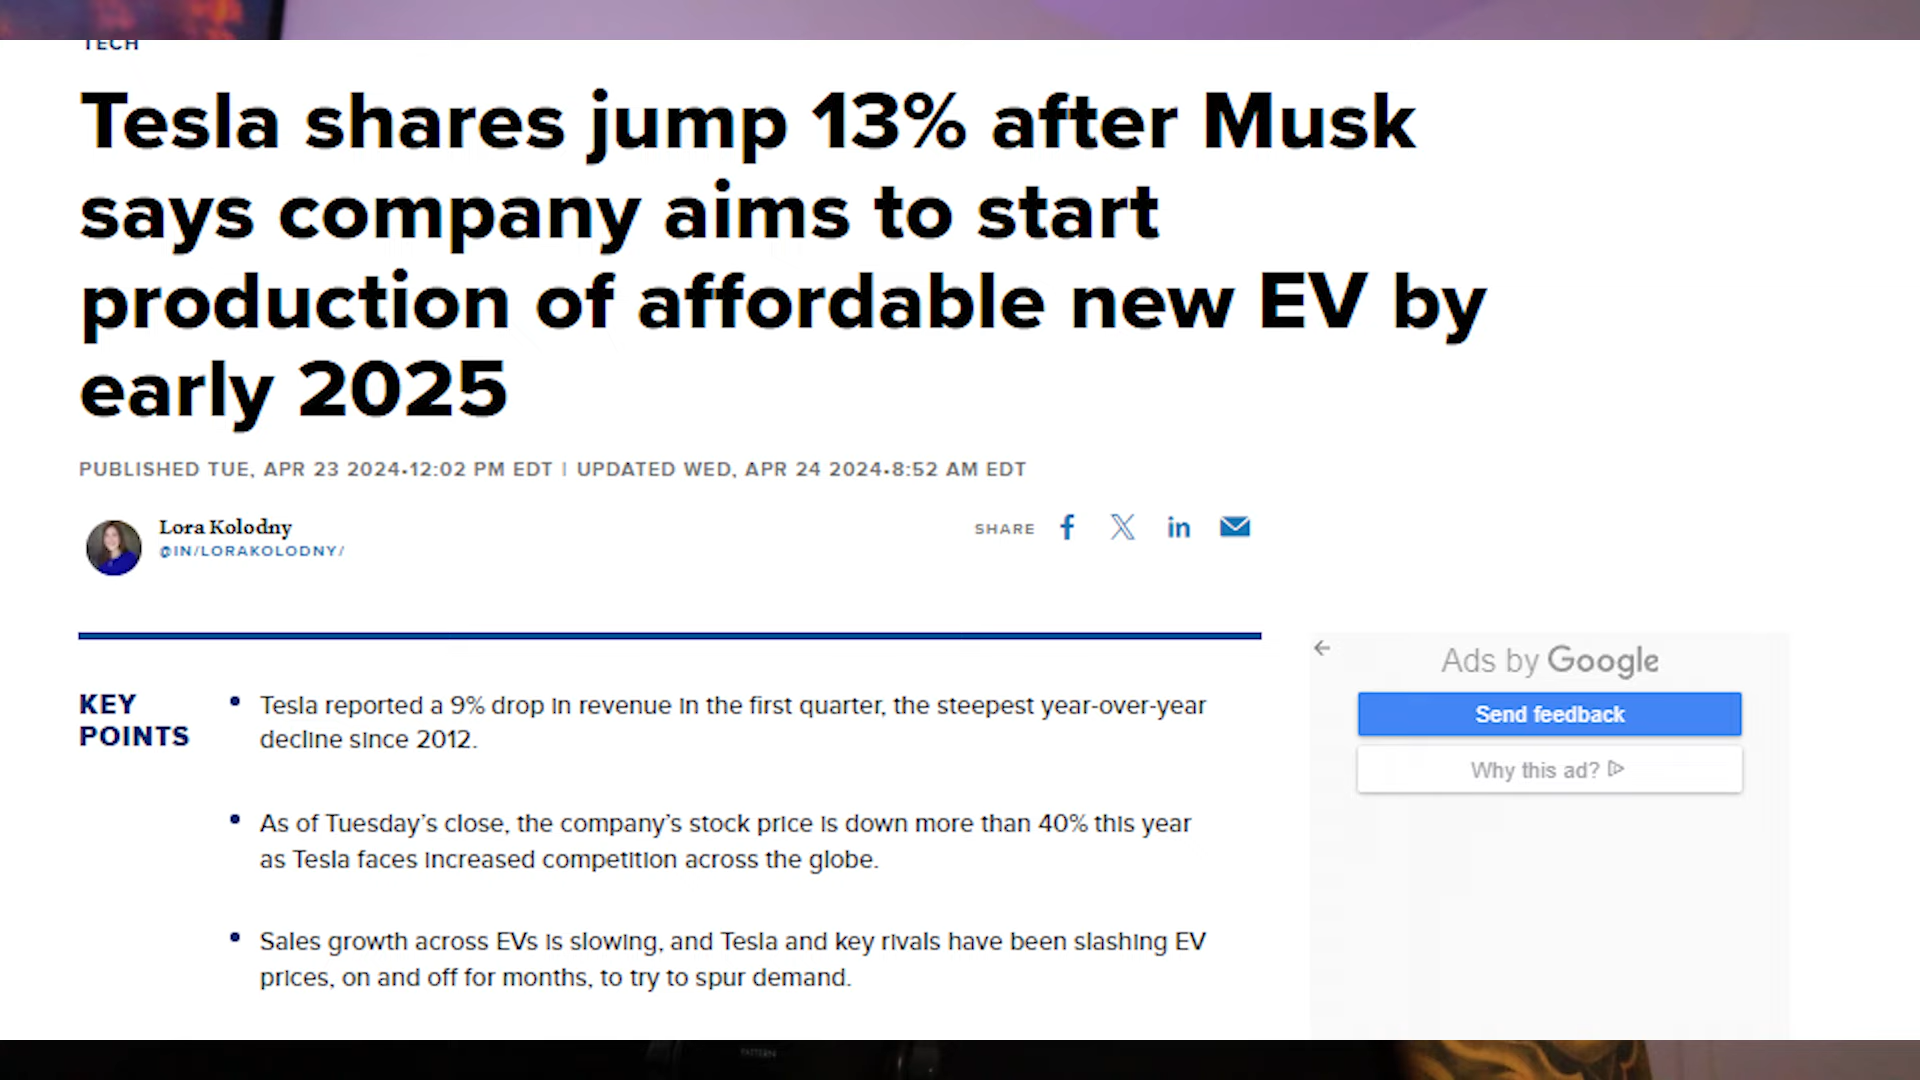 TECH
Tesla shares jump 13% after Musk
says company aims to start
production of affordable new EV by
early 2025
PUBLISHED TUE, APR 23 2024•12:02 PM EDT | UPDATED WED, APR 24 2024•8:52 AM EDT
Lora Kolodny
@IN/LORAKOLODNY/
SHARE
KEY
POINTS
Tesla reported a 9% drop in revenue in the first quarter, the steepest year-over-year
decline since 2012.
As of Tuesday’s close, the company’s stock price is down more than 40% this year
as Tesla faces increased competition across the globe.
Sales growth across EVs is slowing, and Tesla and key rivals have been slashing EV
prices, on and off for months, to try to spur demand.
Ads by Google
Send feedback
Why this ad?
PATTERN